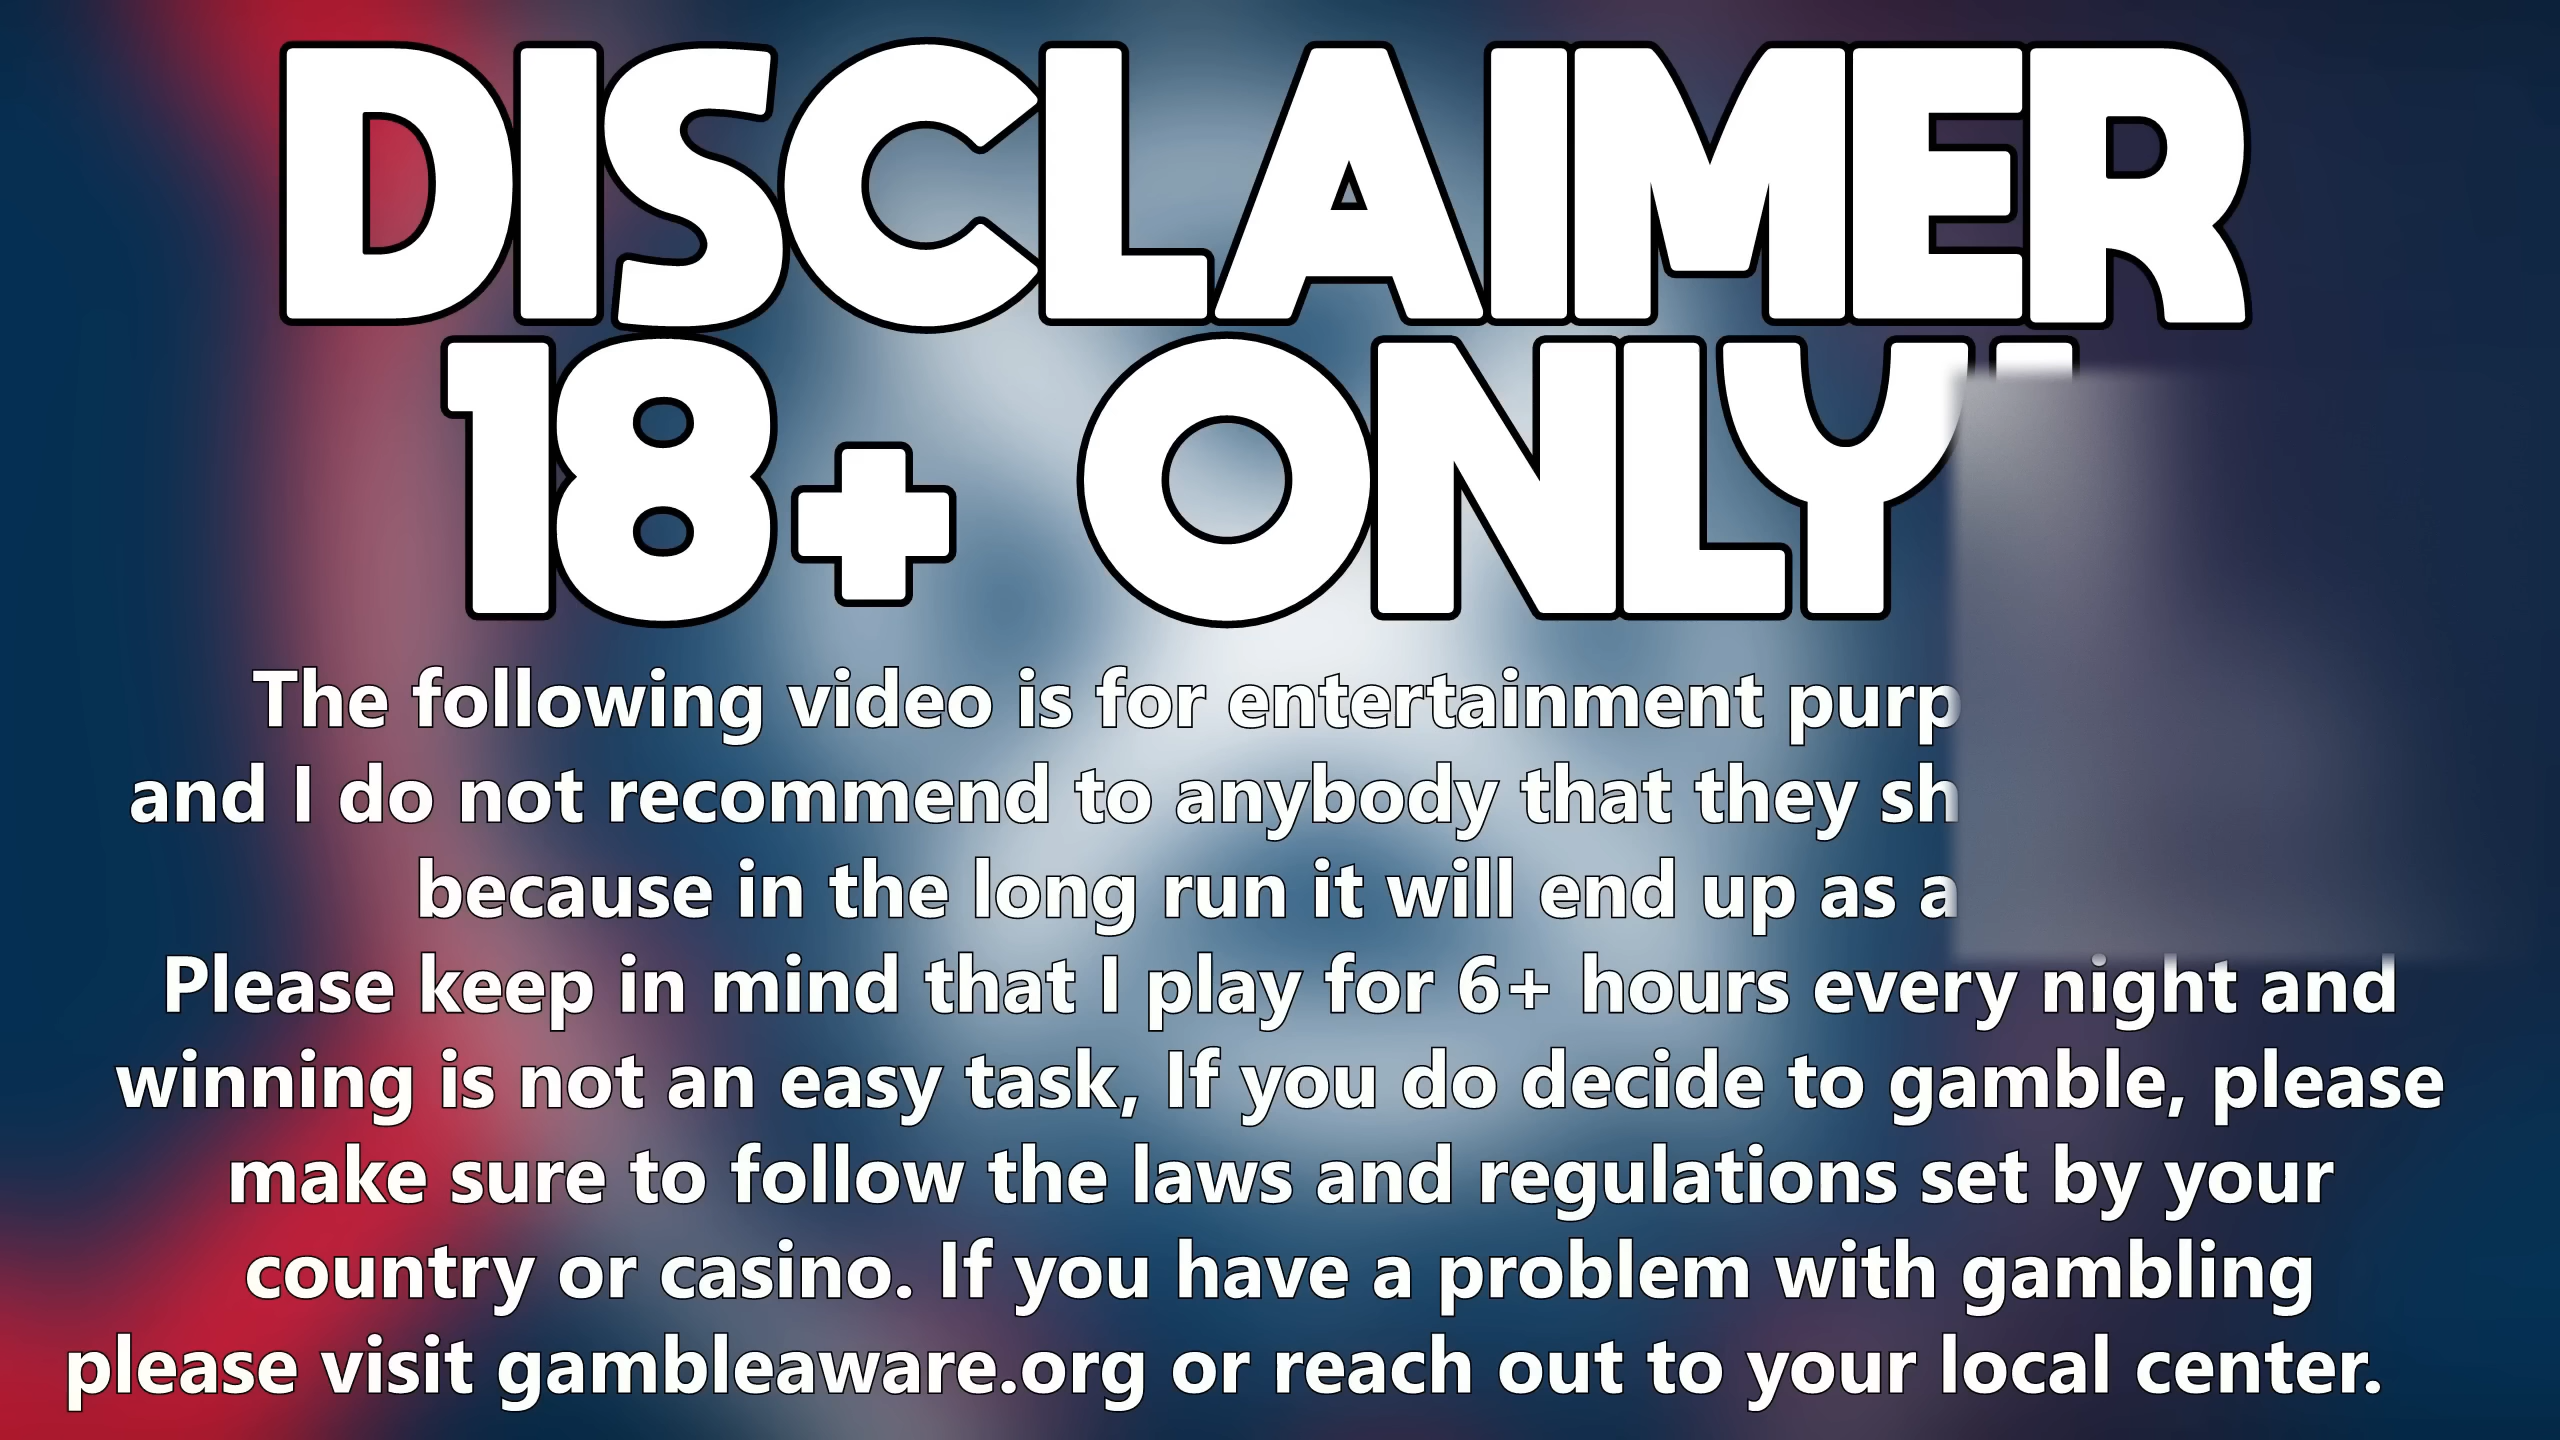 DISCLAIMER
18+ ONLY
The following video is for entertainment
and I do not recommend to anybody that they
because in the long run it will end up as
Please keep in mind that I play for 6+ hours every night and
winning is not an easy task, If you do decide to gamble, please
make sure to follow the laws and regulations set by your
country or casino. If you have a problem with gambling
please visit gambleaware.org or reach out to your local center.